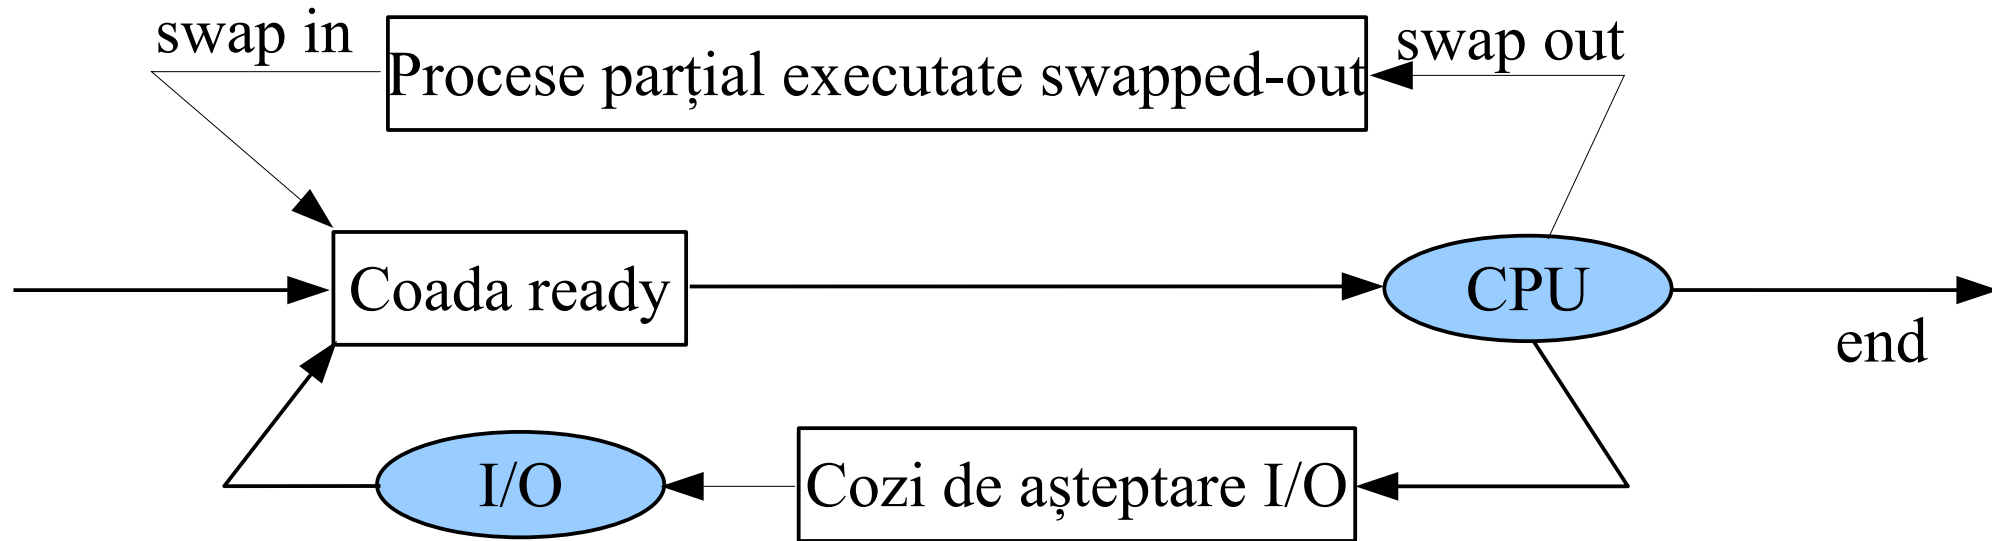 swap in
Procese parțial executate swapped-out
swap out
Coada ready
CPU
end
I/O
Cozi de așteptare I/O